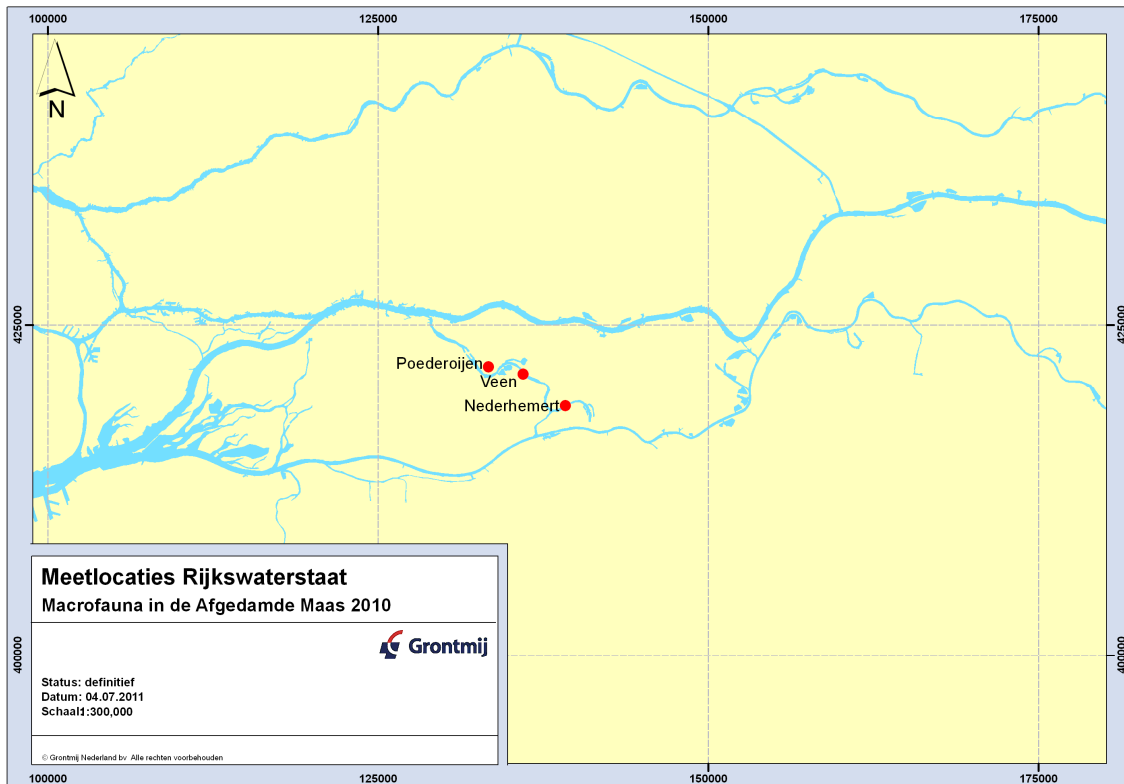 100000 125000 150000 175000
N
425000 425000
Poederoijen
Veen
Nederhemert
Meetlocaties Rijkswaterstaat
Macrofauna in de Afgedamde Maas 2010
Grontmij
400000 400000
Status: definitief
Datum: 04.07.2011
Schaal:1:300,000
© Grontmij Nederland bv Alle rechten voorbehouden
100000 125000 150000 175000